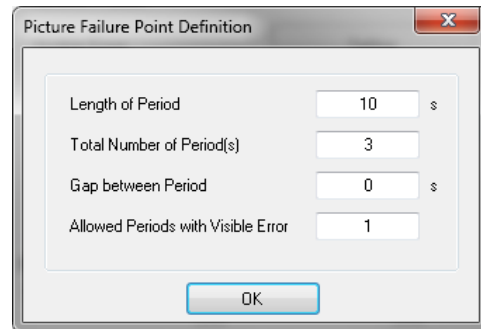 Picture Failure Point Definition
Length of Period 10 s
Total Number of Period(s) 3
Gap between Period 0 s
Allowed Periods with Visible Error 1
OK